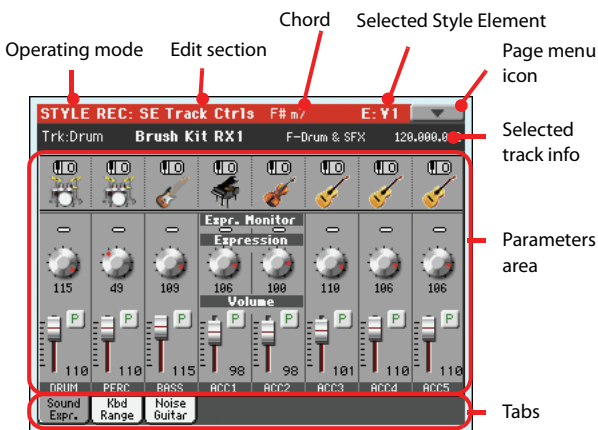 Chord Selected Style Element
Operating mode Edit section Page menu
icon
STYLE REC: SE Track Ctrls F# m7 E: V1
Selected
track info
Trk:Drum Brush Kit RX1 F-Drum & SFX
Expr. Monitor
Expression
115 49 109 106 100 110 106 106
Parameters
area
Volume
P P P P P P P P
110 110 115 98 98 101 110 110
DRUM PERC BASS ACC1 ACC2 ACC3 ACC4 ACC5
Sound Kbd Noise
Expr. Range Guitar
Tabs